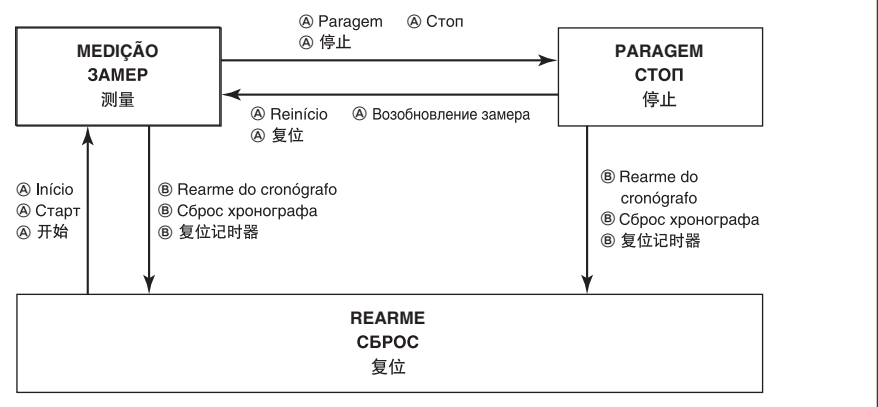 Ⓐ Paragem Ⓐ Стоп
Ⓐ 停止
MEDIÇÃO
ЗАМЕР
测量
PARAGEM
СТОП
停止
Ⓐ Reinício Ⓐ Возобновление замера
Ⓐ 复位
Ⓐ Início
Ⓐ Старт
Ⓐ 开始
Ⓑ Rearme do cronógrafo
Ⓑ Сброс хронографа
Ⓑ 复位记时器
Ⓑ Rearme do
cronógrafo
Ⓑ Сброс хронографа
Ⓑ 复位记时器
REARME
СБРОС
复位